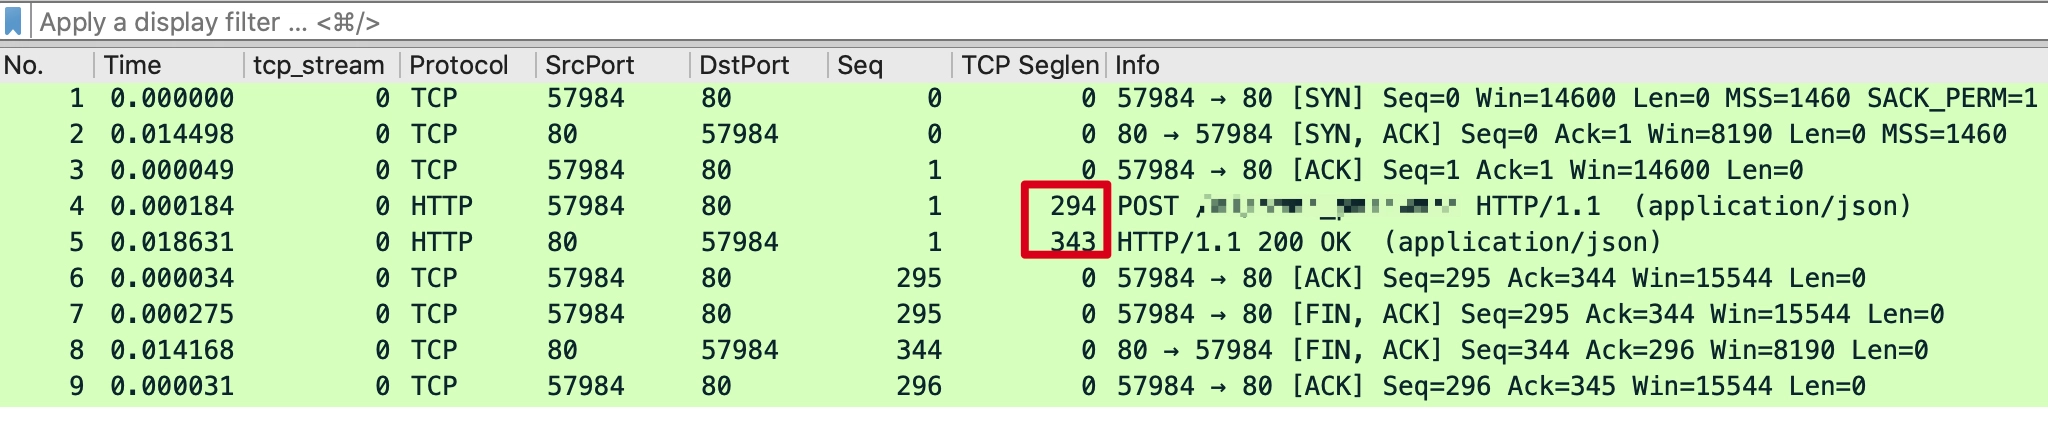 Apply a display filter ... <⌘/>
No. Time tcp_stream Protocol SrcPort DstPort Seq TCP Seglen Info
1 0.000000 0 TCP 57984 80 0 0 57984 → 80 [SYN] Seq=0 Win=14600 Len=0 MSS=1460 SACK_PERM=1
2 0.014498 0 TCP 80 57984 0 0 80 → 57984 [SYN, ACK] Seq=0 Ack=1 Win=8190 Len=0 MSS=1460
3 0.000049 0 TCP 57984 80 1 0 57984 → 80 [ACK] Seq=1 Ack=1 Win=14600 Len=0
4 0.000184 0 HTTP 57984 80 1 294 POST HTTP/1.1 (application/json)
5 0.018631 0 HTTP 80 57984 1 343 HTTP/1.1 200 OK (application/json)
6 0.000034 0 TCP 57984 80 295 0 57984 → 80 [ACK] Seq=295 Ack=344 Win=15544 Len=0
7 0.000275 0 TCP 57984 80 295 0 57984 → 80 [FIN, ACK] Seq=295 Ack=344 Win=15544 Len=0
8 0.014168 0 TCP 80 57984 344 0 80 → 57984 [FIN, ACK] Seq=344 Ack=296 Win=8190 Len=0
9 0.000031 0 TCP 57984 80 296 0 57984 → 80 [ACK] Seq=296 Ack=345 Win=15544 Len=0